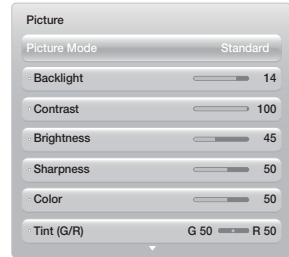 Picture
Picture Mode Standard
Backlight 14
Contrast 100
Brightness 45
Sharpness 50
Color 50
Tint (G/R) G 50 R 50